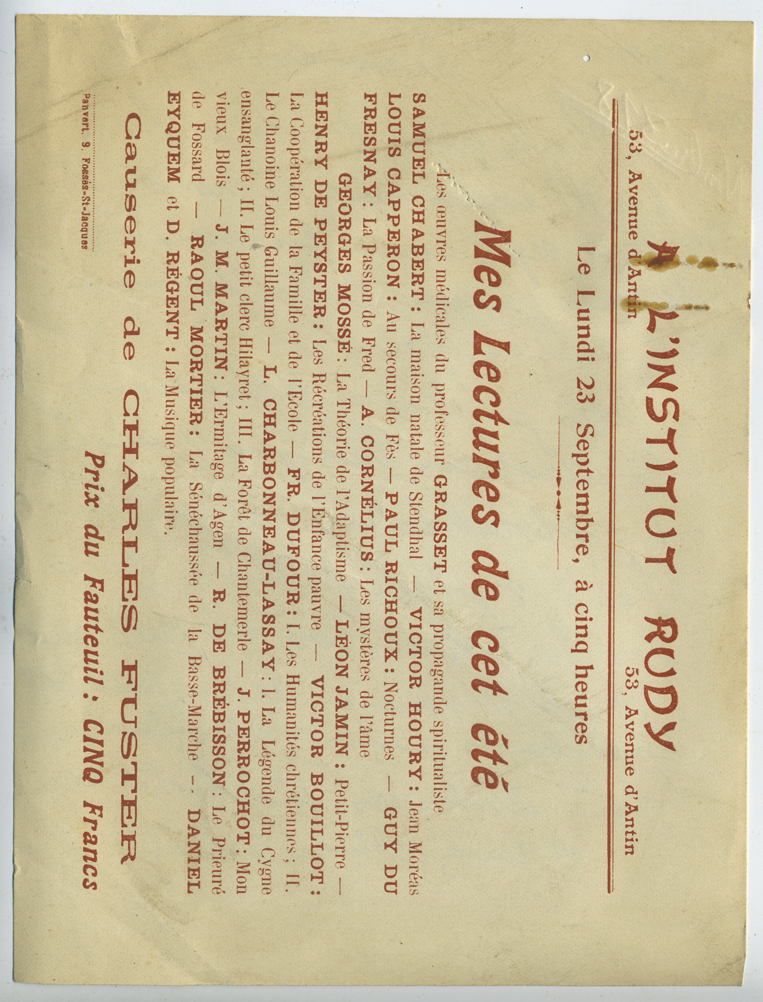 A L'INSTITUT RUDY
53, Avenue d'Antin 53, Avenue d'Antin
Le Lundi 23 Septembre, à cinq heures
Mes Lectures de cet été
Les œuvres médicales du professeur GRASSET et sa propagande spiritualiste
SAMUEL CHABERT : La maison natale de Stendhal — VICTOR HOURY : Jean Moréas
LOUIS CAPPERON : Au secours de Fès — PAUL RICHOUX : Nocturnes — GUY DU
FRESNAY : La Passion de Fred — A. CORNÉLIUS : Les mystères de l'âme
GEORGES MOSSÉ : La Théorie de l'Adaptisme — LÉON JAMIN : Petit-Pierre —
HENRY DE PEYSTER : Les Récréations de l'Enfance pauvre — VICTOR BOUILLOT :
La Coopération de la Famille et de l'Ecole — FR. DUFOUR : I. Les Humanités chrétiennes ; II.
Le Chanoine Louis Guillaume — L. CHARBONNEAU-LASSAY : I. La Légende du Cygne
ensanglanté ; II. Le petit clerc Hilayret ; III. La Forêt de Chantemerle — J. PERROCHOT : Mon
vieux Blois — J. M. MARTIN : L'Ermitage d'Agen — R. DE BRÉBISSON : Le Prieuré
de Fossard — RAOUL MORTIER : La Sénéchaussée de la Basse-Marche -- DANIEL
EYQUEM et D. RÉGENT : La Musique populaire.
Causerie de CHARLES FUSTER
Prix du Fauteuil : CINQ Francs
Panvert, 9, Fossés-St-Jacques